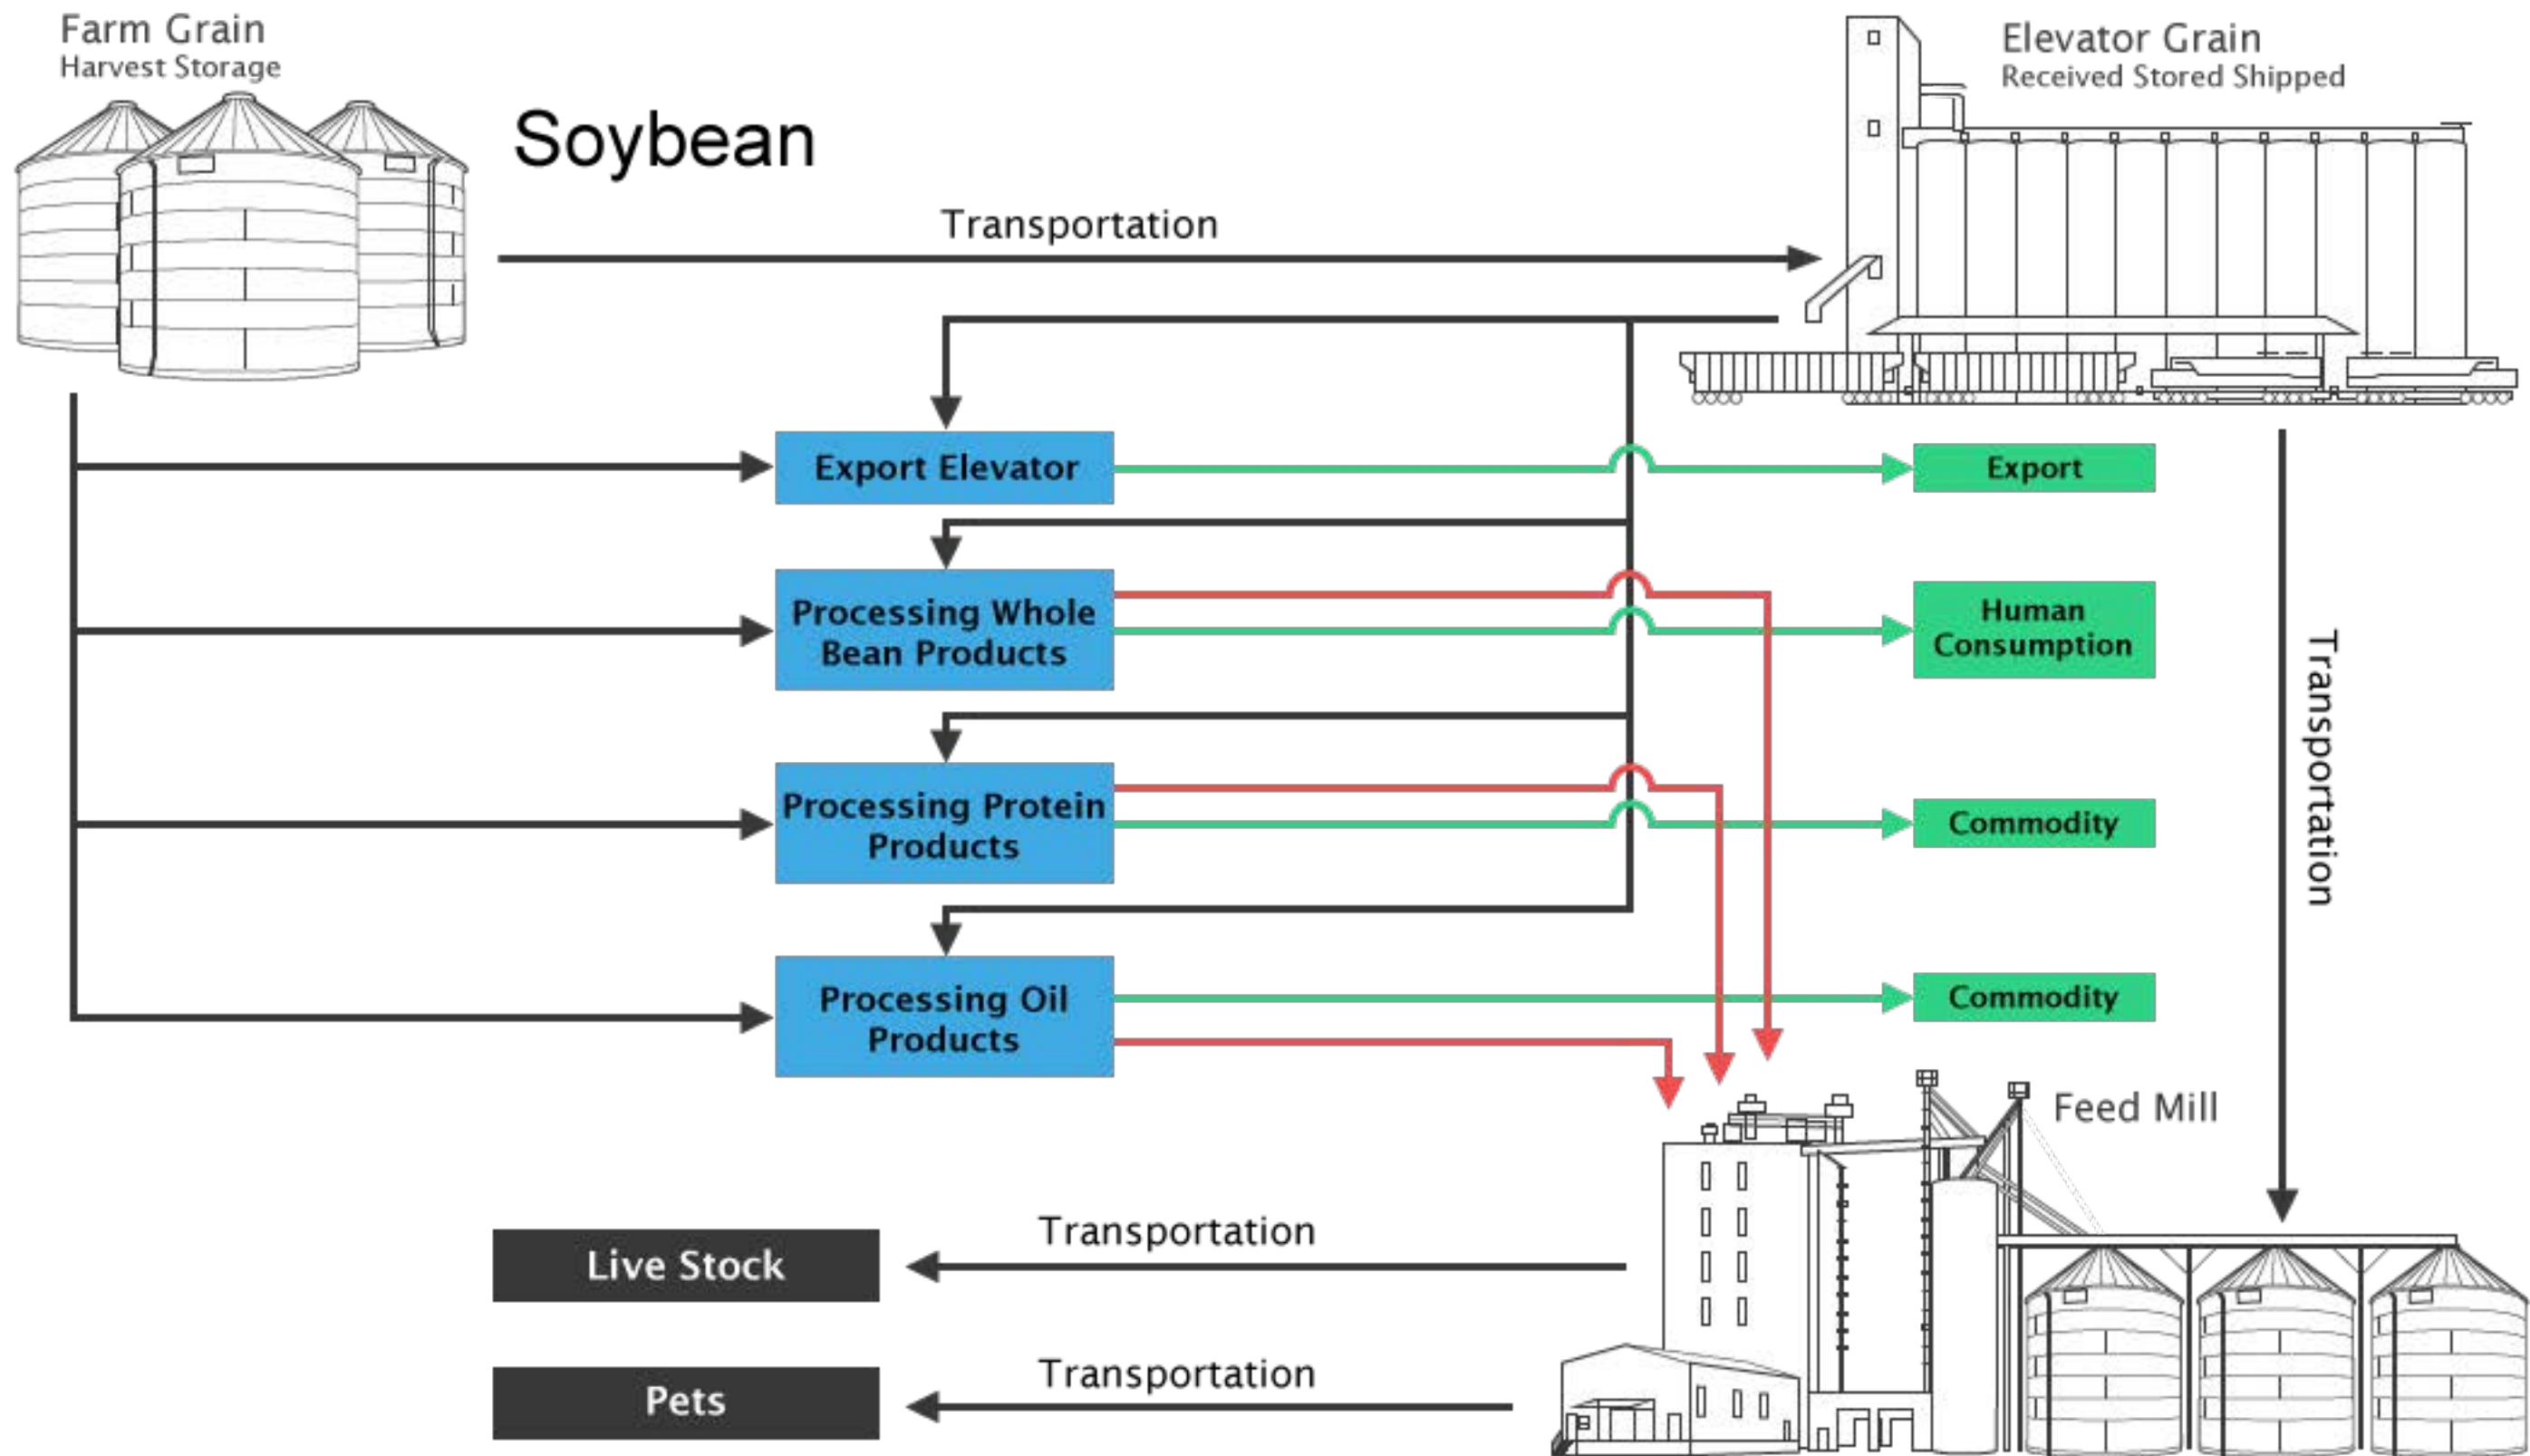 Farm Grain
Harvest Storage
Elevator Grain
Received Stored Shipped
Soybean
Transportation
Export Elevator
Export
Processing Whole
Bean Products
Human
Consumption
Transportation
Processing Protein
Products
Commodity
Processing Oil
Products
Commodity
Feed Mill
Live Stock
Transportation
Pets
Transportation